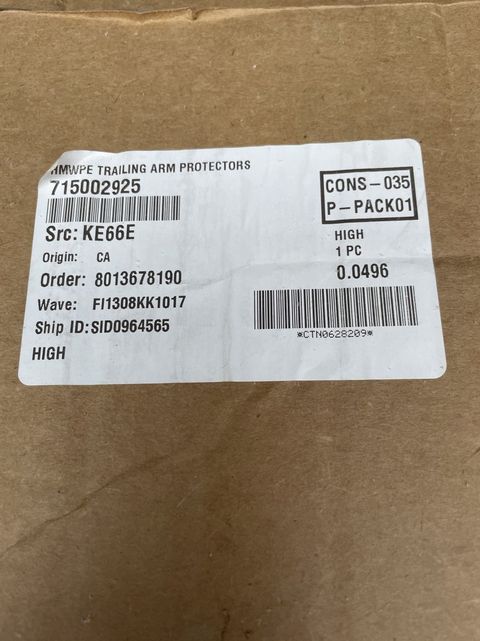 HMWPE TRAILING ARM PROTECTORS
715002925
Src: KE66E
Origin: CA
Order: 8013678190
Wave: FI1308KK1017
Ship ID: SID0964565
HIGH
CONS-035
P-PACK01
HIGH
1 PC
0.0496
*CTN0628209*